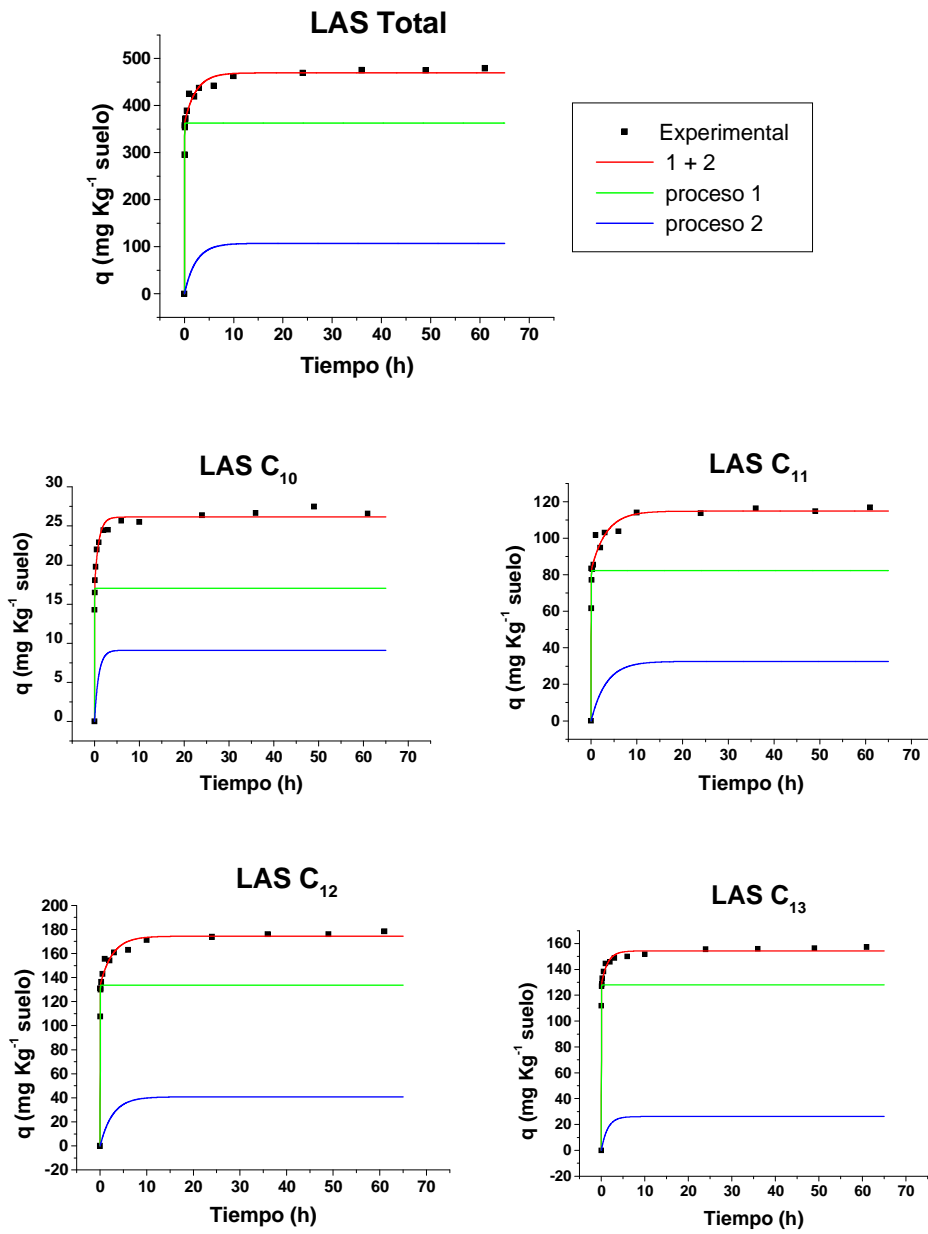 LAS Total
500
400
300
200
100
0
q (mg Kg⁻¹ suelo)
0 10 20 30 40 50 60 70
Tiempo (h)
Experimental
1 + 2
proceso 1
proceso 2
LAS C₁₀
30
25
20
15
10
5
0
q (mg Kg⁻¹ suelo)
0 10 20 30 40 50 60 70
Tiempo (h)
LAS C₁₁
120
100
80
60
40
20
0
q (mg Kg⁻¹ suelo)
0 10 20 30 40 50 60 70
Tiempo (h)
LAS C₁₂
200
180
160
140
120
100
80
60
40
20
0
-20
q (mg Kg⁻¹ suelo)
0 10 20 30 40 50 60 70
Tiempo (h)
LAS C₁₃
160
140
120
100
80
60
40
20
0
-20
q (mg Kg⁻¹ suelo)
0 10 20 30 40 50 60 70
Tiempo (h)